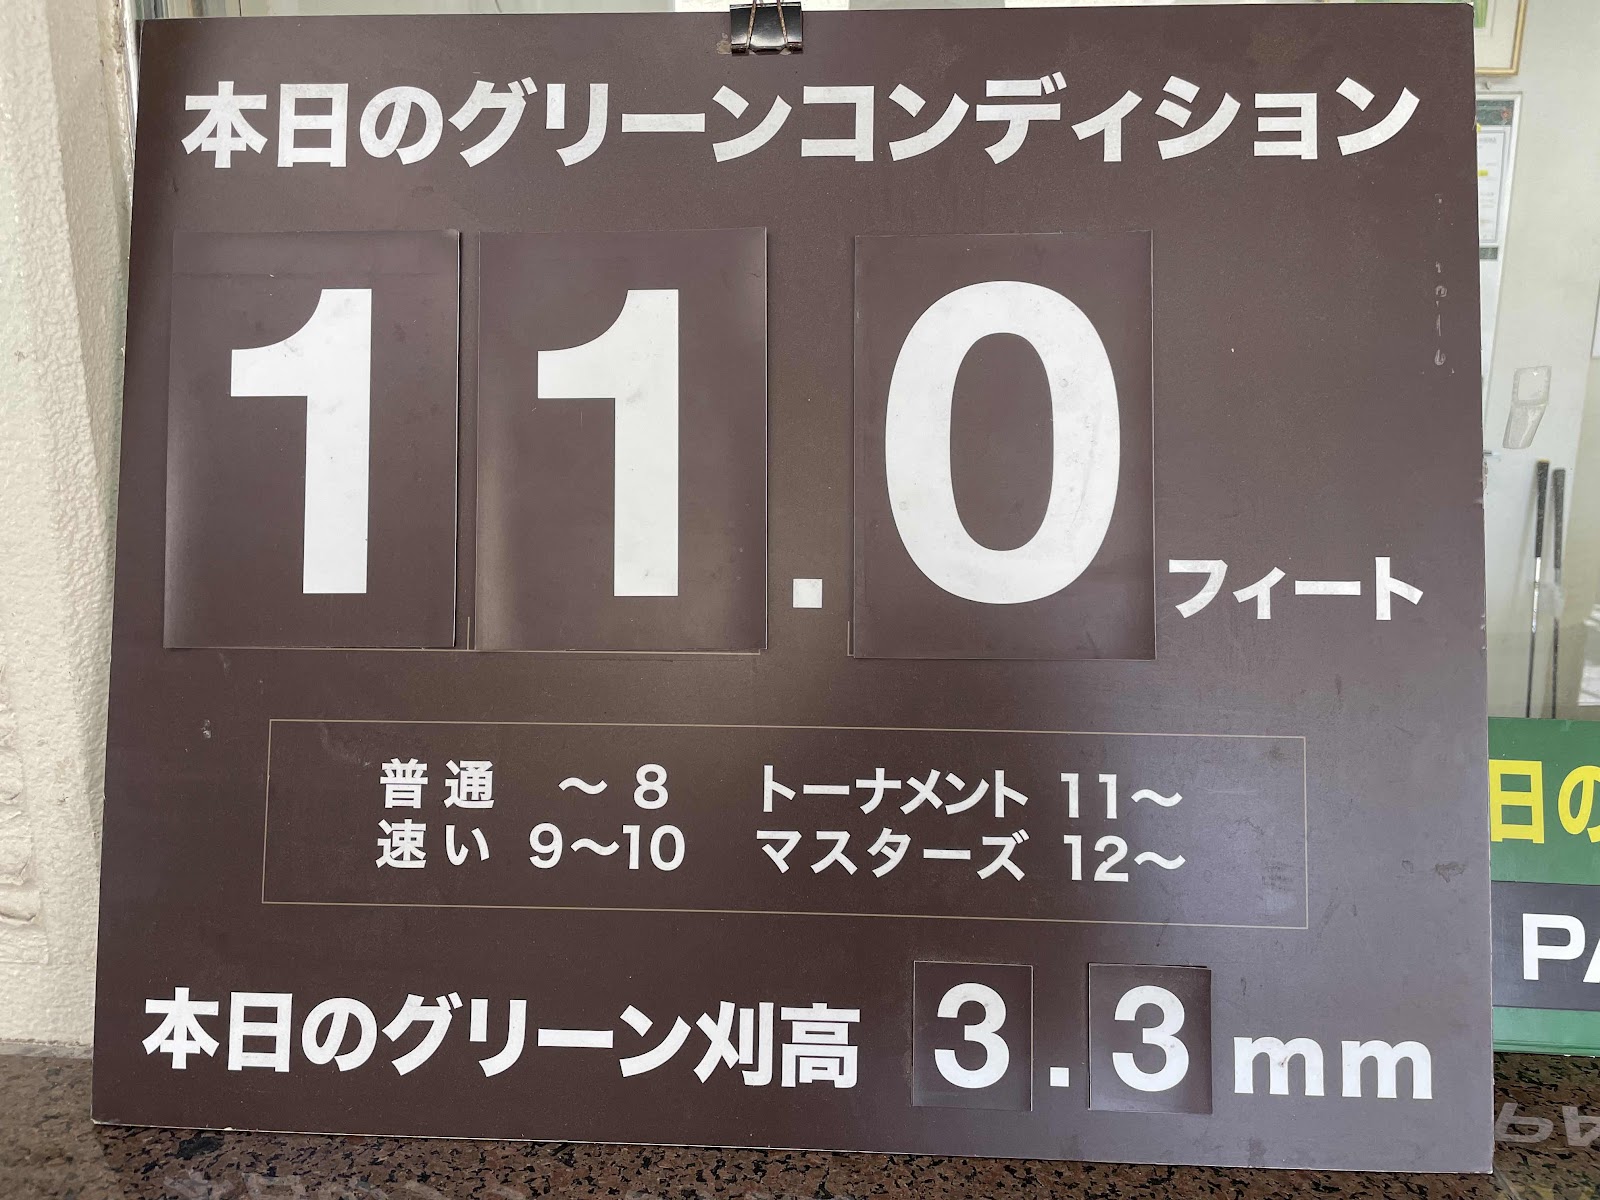 本日のグリーンコンディション
11.0フィート
普通 ～8 トーナメント 11～
速い 9～10 マスターズ 12～
本日のグリーン刈高 3.3mm
日の
PA